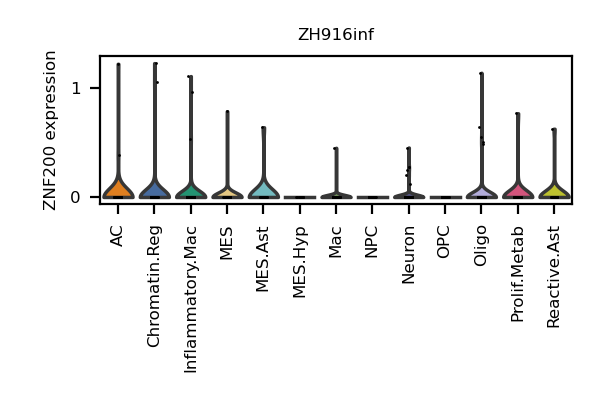 ZH916inf
ZNF200 expression
1
0
AC
Chromatin.Reg
Inflammatory.Mac
MES
MES.Ast
MES.Hyp
Mac
NPC
Neuron
OPC
Oligo
Prolif.Metab
Reactive.Ast